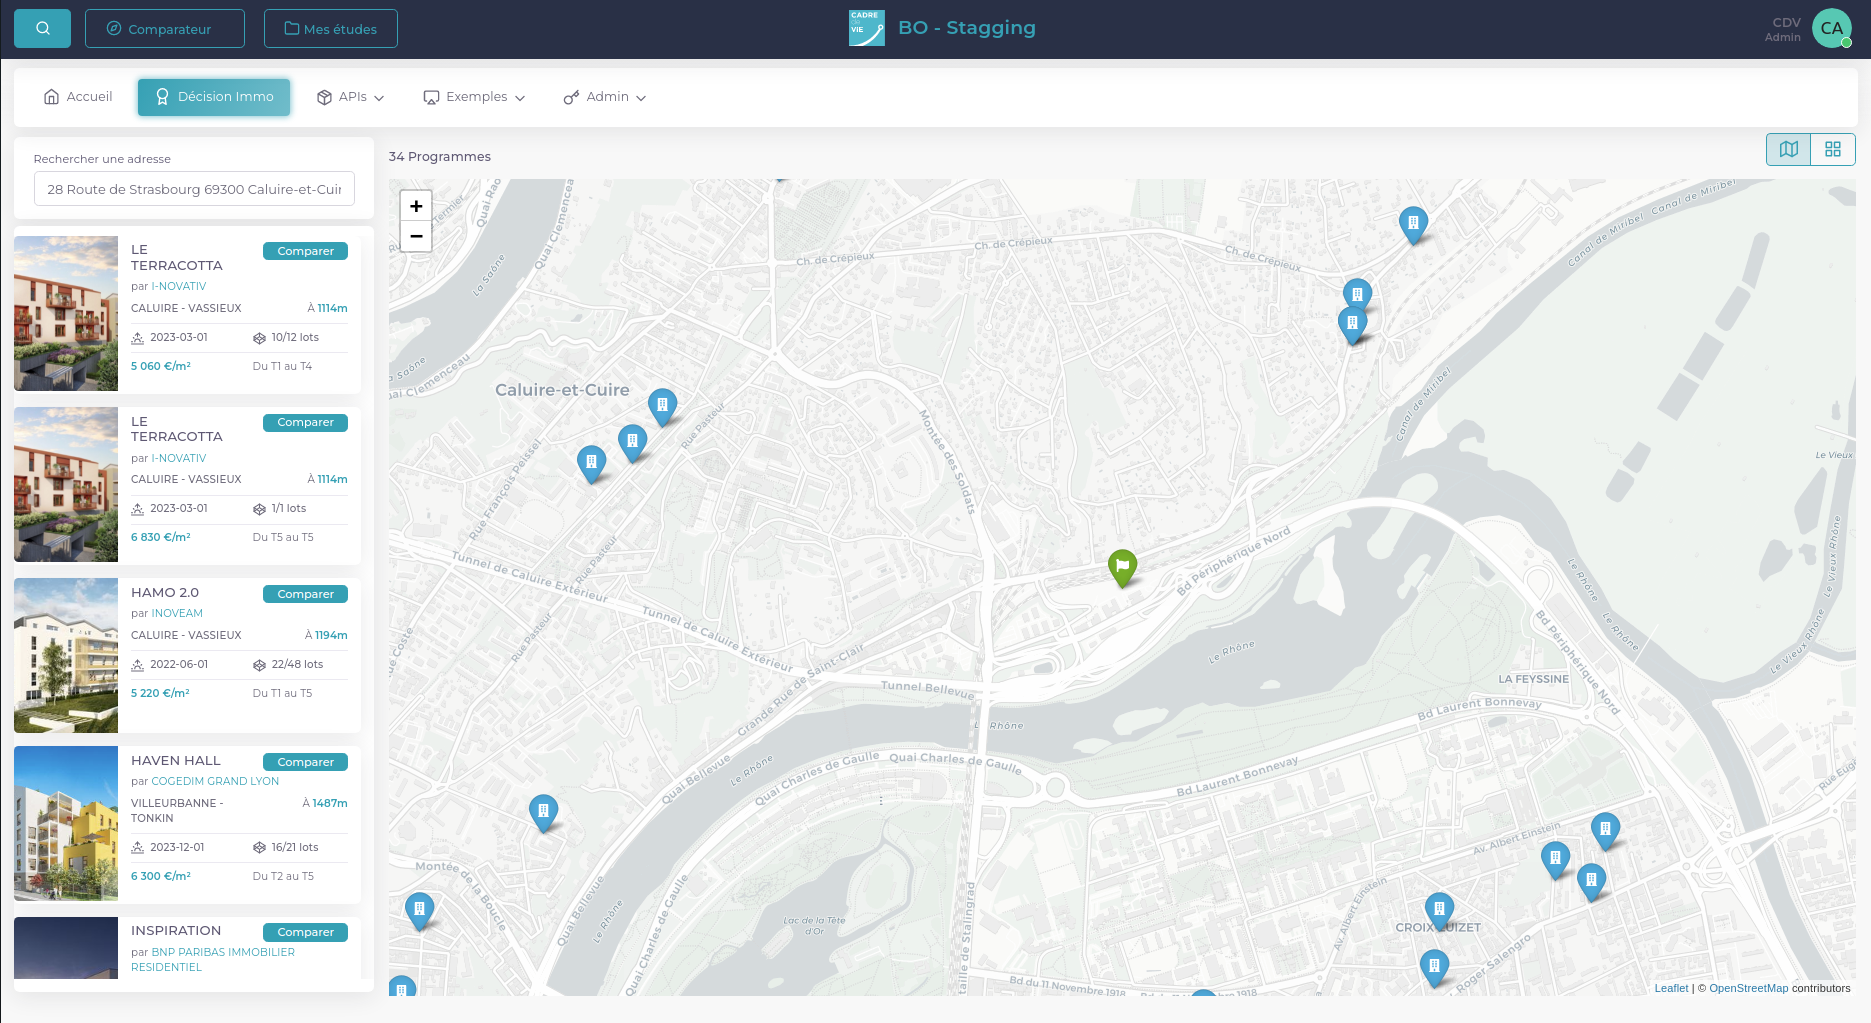 Comparateur
Mes études
CADRE
de
VIE
BO - Stagging
CDV
Admin
CA
Accueil
Décision Immo
APIs
Exemples
Admin
Rechercher une adresse
28 Route de Strasbourg 69300 Caluire-et-Cuir
34 Programmes
LE
TERRACOTTA
Comparer
par I-NOVATIV
CALUIRE - VASSIEUX
À 1114m
2023-03-01
10/12 lots
5 060 €/m²
Du T1 au T4
LE
TERRACOTTA
Comparer
par I-NOVATIV
CALUIRE - VASSIEUX
À 1114m
2023-03-01
1/1 lots
6 830 €/m²
Du T5 au T5
HAMO 2.0
Comparer
par INOVEAM
CALUIRE - VASSIEUX
À 1194m
2022-06-01
22/48 lots
5 220 €/m²
Du T1 au T5
HAVEN HALL
Comparer
par COGEDIM GRAND LYON
VILLEURBANNE -
TONKIN
À 1487m
2023-12-01
16/21 lots
6 300 €/m²
Du T2 au T5
INSPIRATION
Comparer
par BNP PARIBAS IMMOBILIER
RESIDENTIEL
+
−
Quai Clemenceau
La Saône
Ch. de Crépieux
Ch. de Crépieux
Ch. de Crépieux
Canal de Miribel
Canal de Miribel
Canal de Miribel
Caluire-et-Cuire
Rue Pasteur
Rue François Peissel
Montée des Soldats
Le Vieux
Le Vieux Rhône
Tunnel de Caluire Extérieur
Rue Pasteur
Bd Périphérique Nord
Le Rhône
Le Rhône
Tunnel de Caluire Extérieur
Rue Pasteur
Grande Rue de Saint-Clair
Le Rhône
Bd Périphérique Nord
Le Vieux Rhône
LA FEYSSINE
Tunnel Bellevue
Le Rhône
Bd Laurent Bonnevay
Quai Bellevue
Le Rhône
Quai Charles de Gaulle
Quai Charles de Gaulle
Bd Laurent Bonnevay
Av. Albert Einstein
Montée de la Boucle
Quai Bellevue
Le Rhône
Quai Charles de Gaulle
Lac de la Tête
d'Or
Av. Albert Einstein
Roger Salengro
Bd du 11 Novembre 1918
Leaflet | © OpenStreetMap contributors